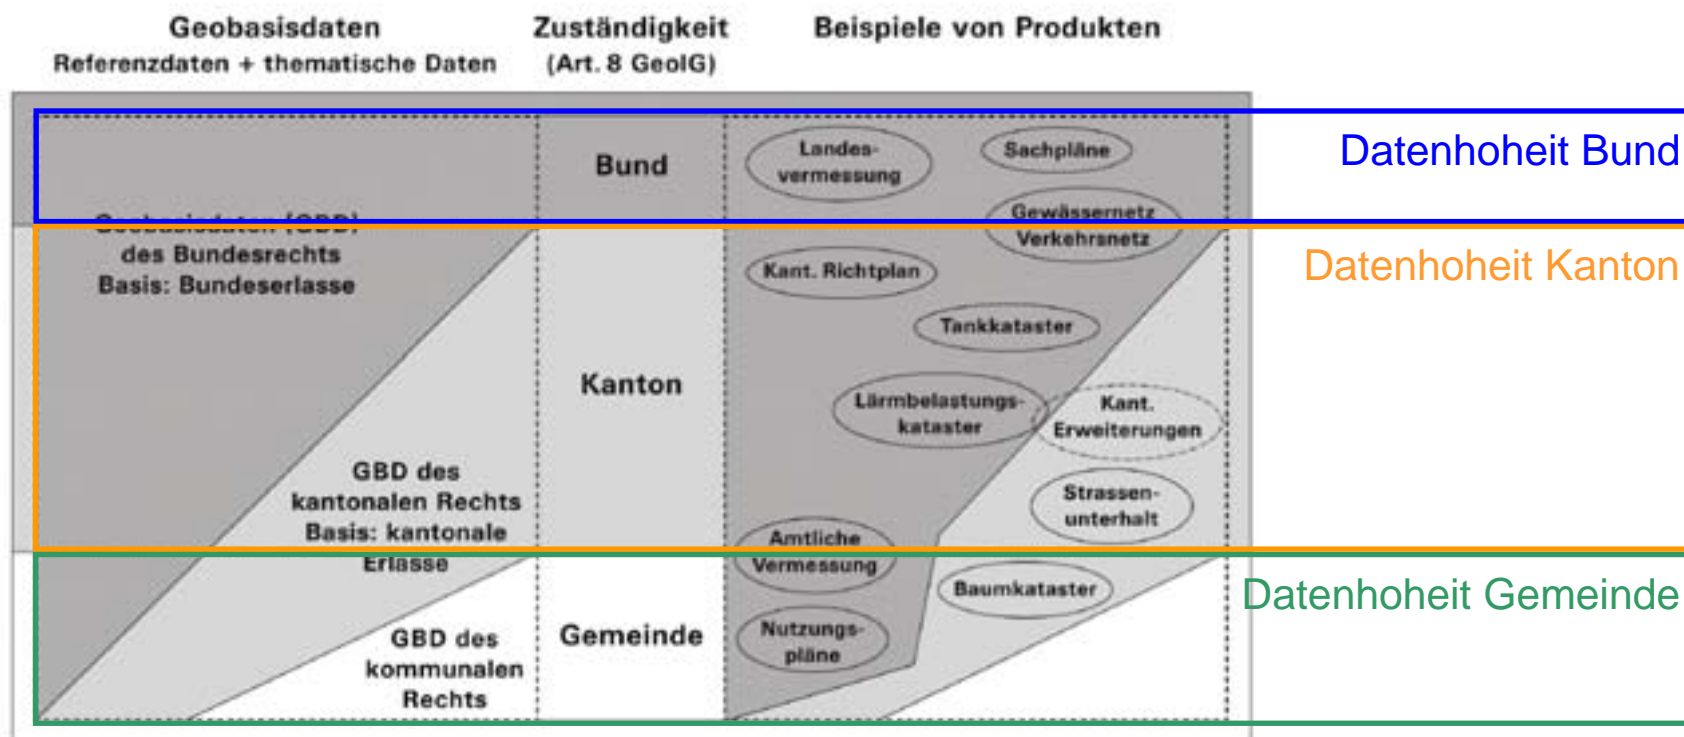 Geobasisdaten
Referenzdaten + thematische Daten
Zuständigkeit
(Art. 8 GeoIG)
Beispiele von Produkten
Bund
Landes-
vermessung
Sachpläne
Datenhoheit Bund
Geobasisdaten (GBD)
des Bundesrechts
Basis: Bundeserlasse
Gewässernetz
Verkehrsnetz
Datenhoheit Kanton
Kant. Richtplan
Tankkataster
Kanton
Lärmbelastungs-
kataster
Kant.
Erweiterungen
GBD des
kantonalen Rechts
Basis: kantonale
Erlasse
Strassen-
unterhalt
Amtliche
Vermessung
Baumkataster
Datenhoheit Gemeinde
GBD des
kommunalen
Rechts
Gemeinde
Nutzungs-
pläne